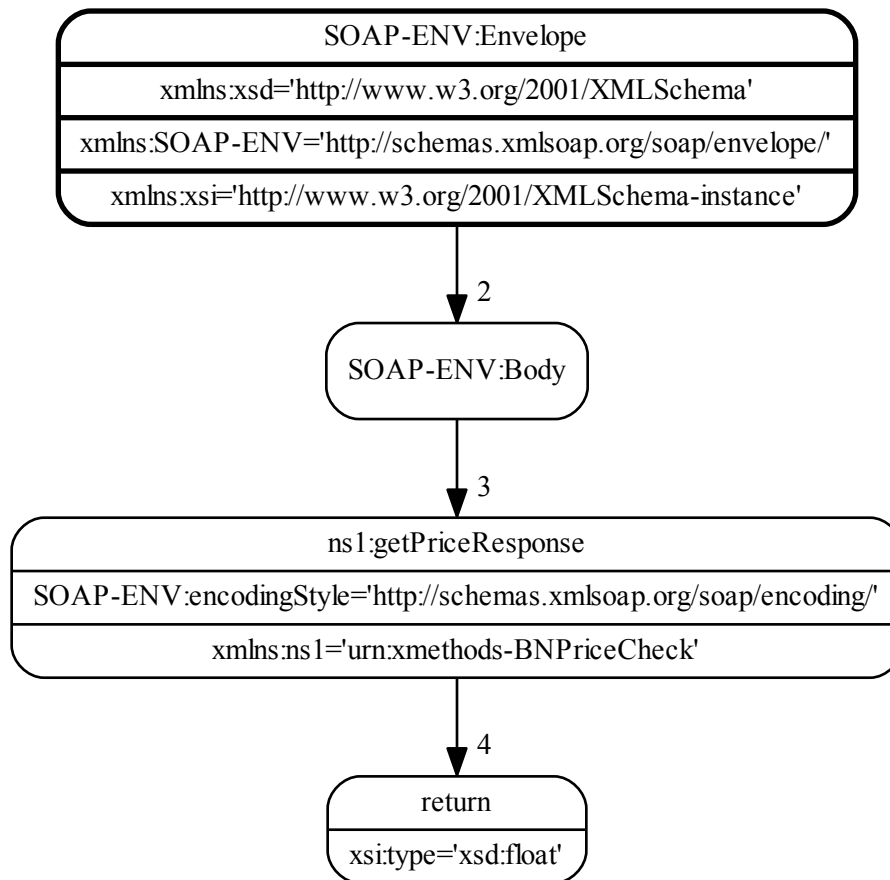 SOAP-ENV:Envelope
xmlns:xsd='http://www.w3.org/2001/XMLSchema'
xmlns:SOAP-ENV='http://schemas.xmlsoap.org/soap/envelope/'
xmlns:xsi='http://www.w3.org/2001/XMLSchema-instance'
2
SOAP-ENV:Body
3
ns1:getPriceResponse
SOAP-ENV:encodingStyle='http://schemas.xmlsoap.org/soap/encoding/'
xmlns:ns1='urn:xmethods-BNPriceCheck'
4
return
xsi:type='xsd:float'